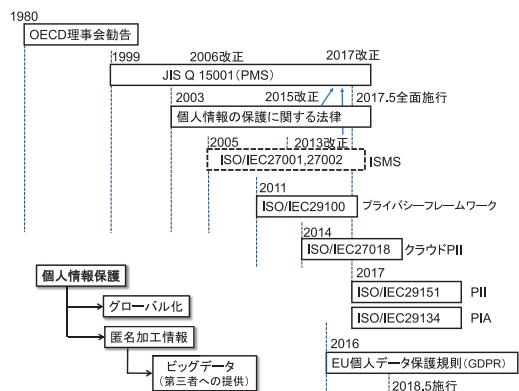 1980
OECD理事会勧告
1999
2006改正
2017改正
JIS Q 15001(PMS)
2003
2015改正
2017.5全面施行
個人情報の保護に関する法律
2005
2013改正
ISO/IEC27001,27002
ISMS
2011
ISO/IEC29100
プライバシーフレームワーク
2014
ISO/IEC27018
クラウドPII
2017
ISO/IEC29151
PII
ISO/IEC29134
PIA
2016
EU個人データ保護規則(GDPR)
2018.5施行
個人情報保護
グローバル化
匿名加工情報
ビッグデータ
(第三者への提供)